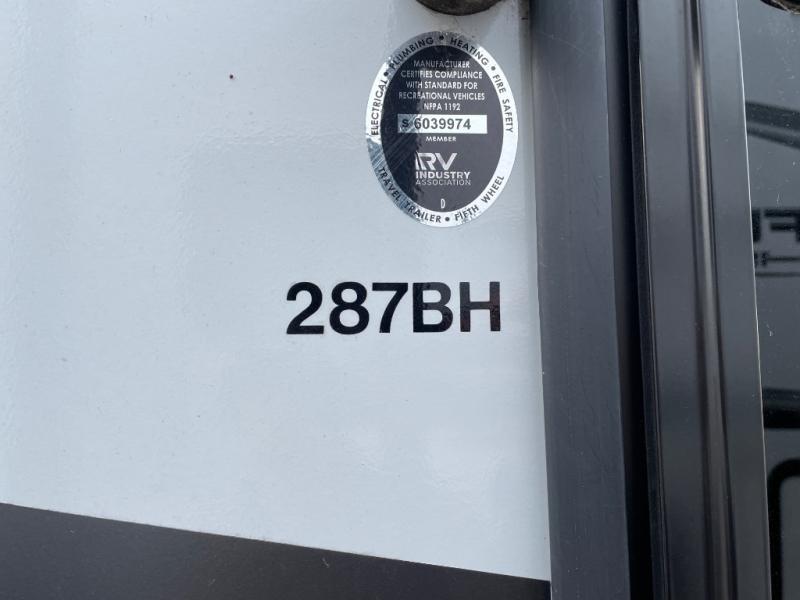 ELECTRICAL • PLUMBING • HEATING • FIRE SAFETY
MANUFACTURER
CERTIFIES COMPLIANCE
WITH STANDARD FOR
RECREATIONAL VEHICLES
NFPA 1192
S 6039974
MEMBER
RV
INDUSTRY
ASSOCIATION
D
TRAVEL TRAILER • FIFTH WHEEL
287BH